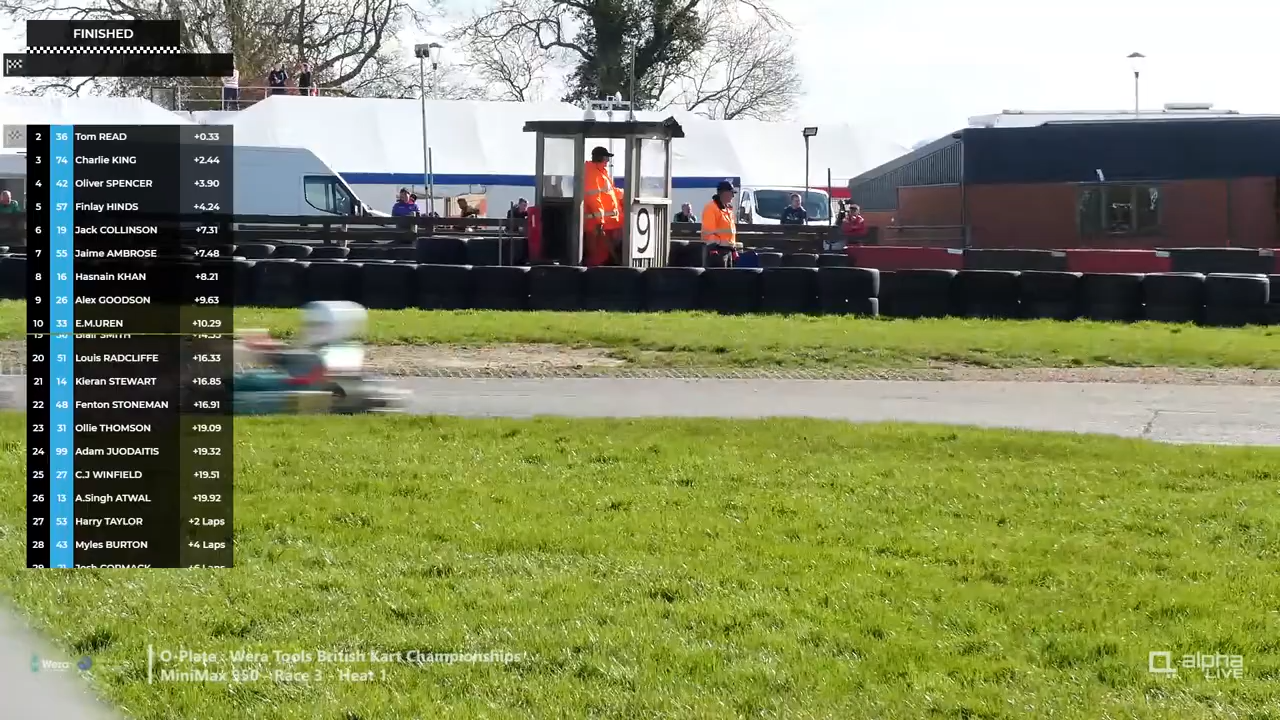 FINISHED
2 36 Tom READ +0.33
3 74 Charlie KING +2.44
4 42 Oliver SPENCER +3.90
5 57 Finlay HINDS +4.24
6 19 Jack COLLINSON +7.31
7 55 Jaime AMBROSE +7.48
8 16 Hasnain KHAN +8.21
9 26 Alex GOODSON +9.63
10 33 E.M.UREN +10.29
20 51 Louis RADCLIFFE +16.33
21 14 Kieran STEWART +16.85
22 48 Fenton STONEMAN +16.91
23 31 Ollie THOMSON +19.09
24 99 Adam JUODAITIS +19.32
25 27 C.J WINFIELD +19.51
26 13 A.Singh ATWAL +19.92
27 53 Harry TAYLOR +2 Laps
28 43 Myles BURTON +4 Laps
9
Wera
O-Plate : Wera Tools British Kart Championships
MiniMax 950 - Race 3 - Heat 1
alpha
LIVE